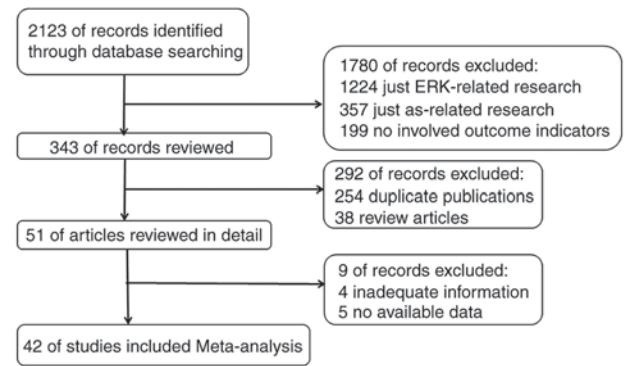 2123 of records identified
through database searching
1780 of records excluded:
1224 just ERK-related research
357 just as-related research
199 no involved outcome indicators
343 of records reviewed
292 of records excluded:
254 duplicate publications
38 review articles
51 of articles reviewed in detail
9 of records excluded:
4 inadequate information
5 no available data
42 of studies included Meta-analysis